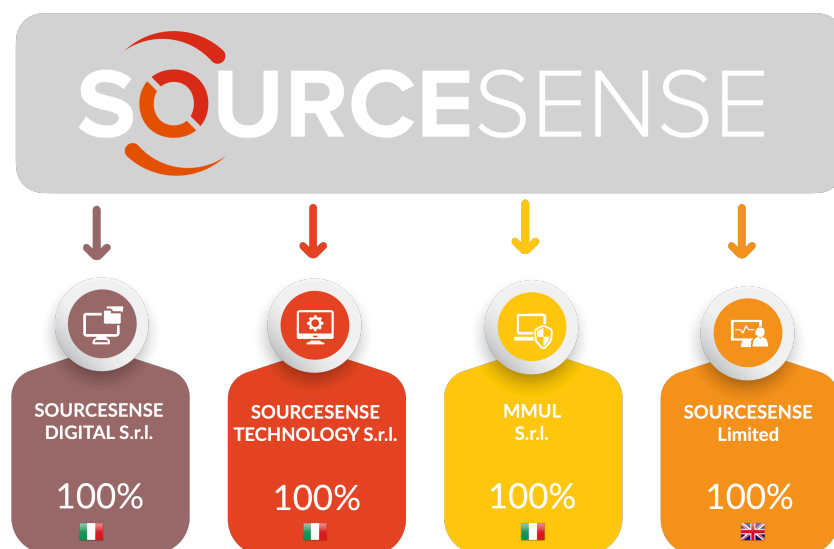 SOURCESENSE
SOURCESENSE
DIGITAL S.r.l.
100%
SOURCESENSE
TECHNOLOGY S.r.l.
100%
MMUL
S.r.l.
100%
SOURCESENSE
Limited
100%